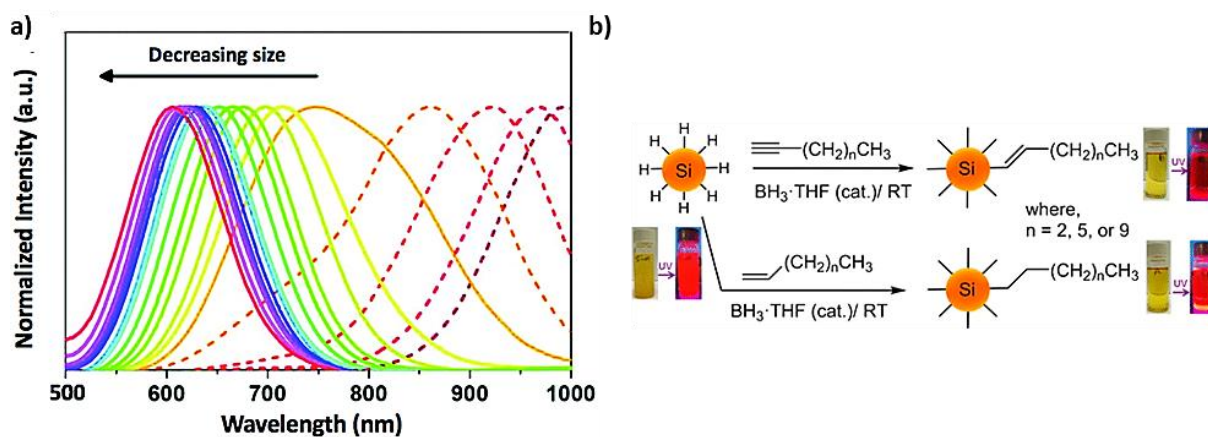 a)
Decreasing size
Normalized Intensity (a.u.)
500 600 700 800 900 1000
Wavelength (nm)
b)
H
H H
H Si H
H H
H
UV
≡—(CH₂)ₙCH₃
BH₃·THF (cat.)/ RT
Si (CH₂)ₙCH₃
UV
where,
n = 2, 5, or 9
(CH₂)ₙCH₃
BH₃·THF (cat.)/ RT
Si (CH₂)ₙCH₃
UV